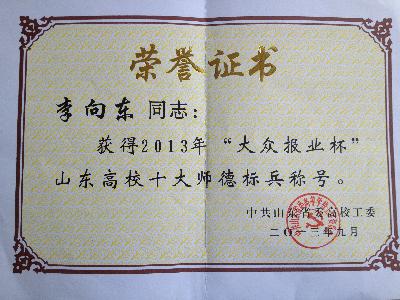 荣誉证书
李向东 同志：
获得2013年“大众报业杯”
山东高校十大师德标兵称号。
中共山东省委高校工委
二〇一三年九月